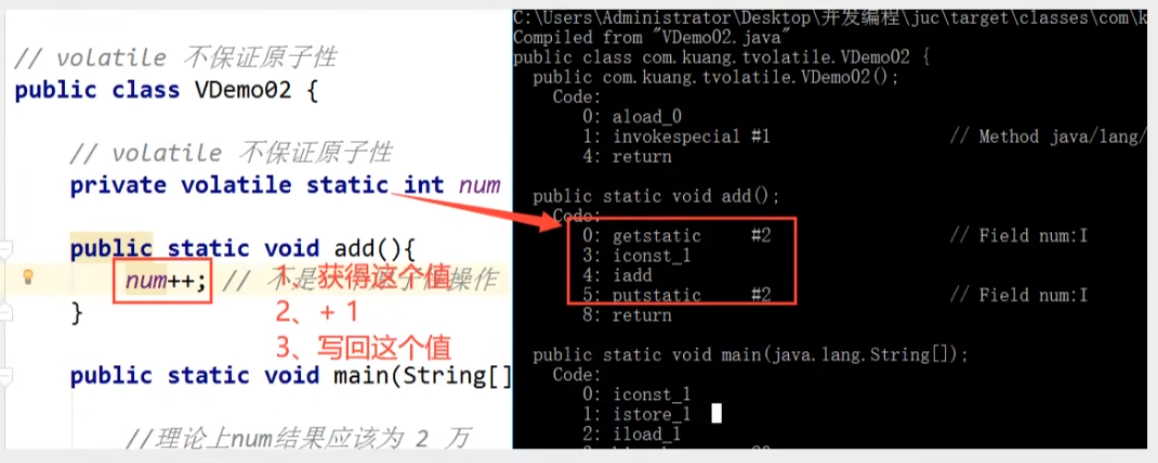 // volatile 不保证原子性
public class VDemo02 {
// volatile 不保证原子性
private volatile static int num
public static void add(){
num++; // 不是 操作
1、获得这个值
2、+ 1
3、写回这个值
}
public static void main(String[]
//理论上num结果应该为 2 万
C:\Users\Administrator\Desktop\并发编程\juc\target\classes\com\k
Compiled from "VDemo02.java"
public class com.kuang.tvolatile.VDemo02 {
public com.kuang.tvolatile.VDemo02();
Code:
0: aload_0
1: invokespecial #1 // Method java/lang/
4: return
public static void add();
Code:
0: getstatic #2 // Field num:I
3: iconst_1
4: iadd
5: putstatic #2 // Field num:I
8: return
public static void main(java.lang.String[]);
Code:
0: iconst_1
1: istore_1
2: iload_1